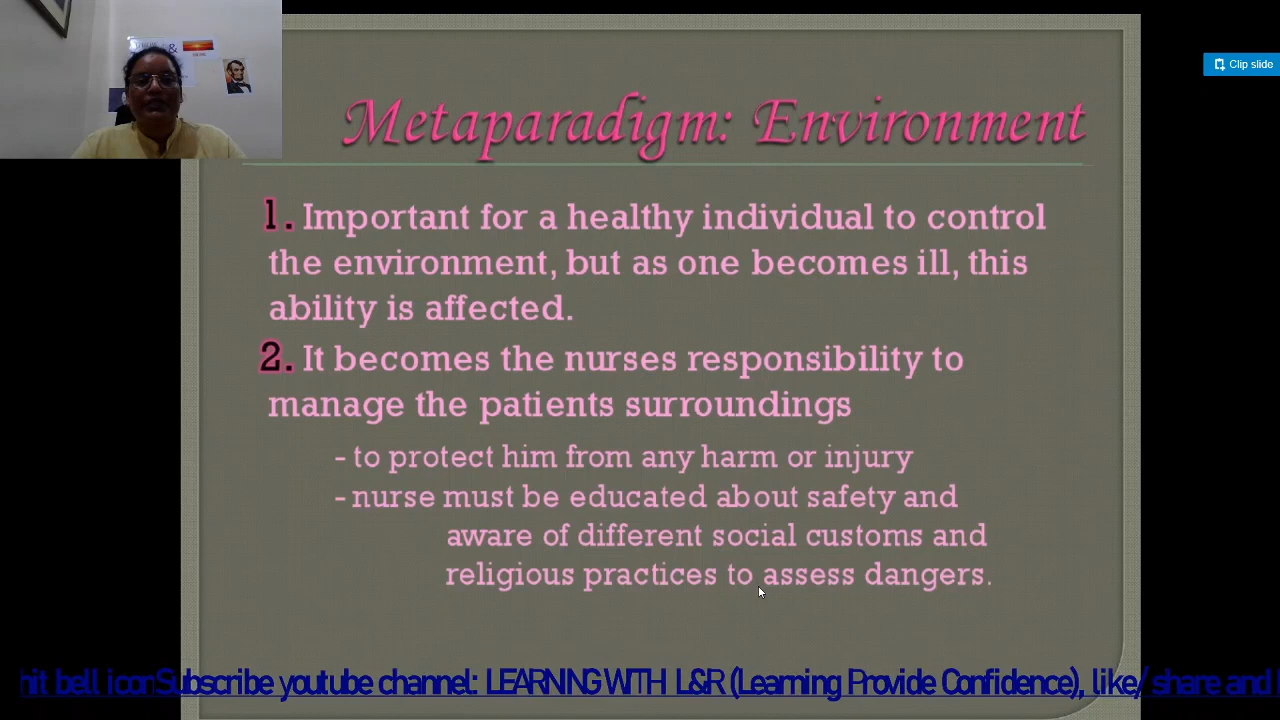 Clip slide
&
Metaparadigm: Environment
1. Important for a healthy individual to control
the environment, but as one becomes ill, this
ability is affected.
2. It becomes the nurses responsibility to
manage the patients surroundings
- to protect him from any harm or injury
- nurse must be educated about safety and
aware of different social customs and
religious practices to assess dangers.
hit bell icon Subscribe youtube channel: LEARNING WITH L&R (Learning Provide Confidence), like/ share and